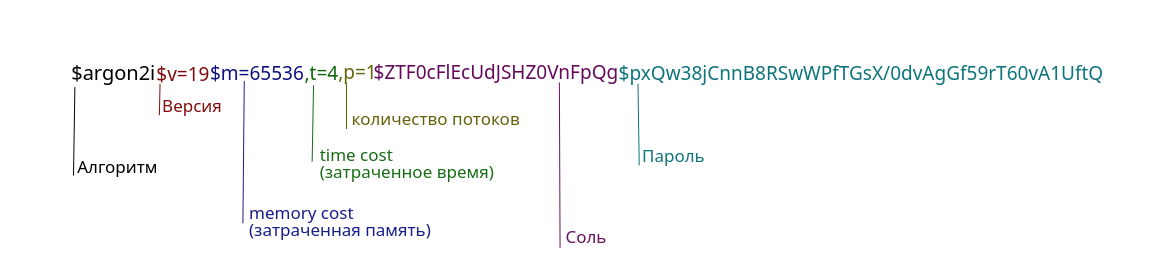 $argon2i$v=19$m=65536,t=4,p=1$ZTF0cFlEcUdJSHZ0VnFpQg$pxQw38jCnnB8RSwWPfTGsX/0dvAgGf59rT60vA1UftQ
Версия
количество потоков
time cost
(затраченное время)
Пароль
Алгоритм
memory cost
(затраченная память)
Соль